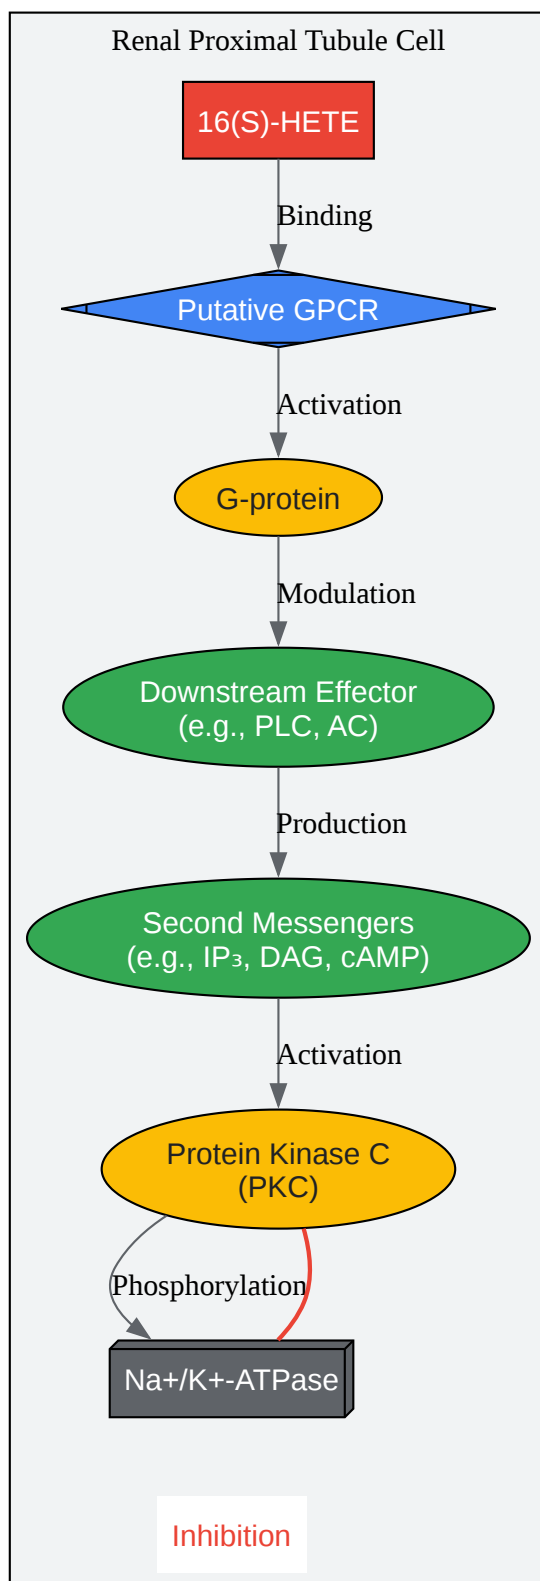 Renal Proximal Tubule Cell
16(S)-HETE
Binding
Putative GPCR
Activation
G-protein
Modulation
Downstream Effector
(e.g., PLC, AC)
Production
Second Messengers
(e.g., IP₃, DAG, cAMP)
Activation
Protein Kinase C
(PKC)
Phosphorylation
Na+/K+-ATPase
Inhibition